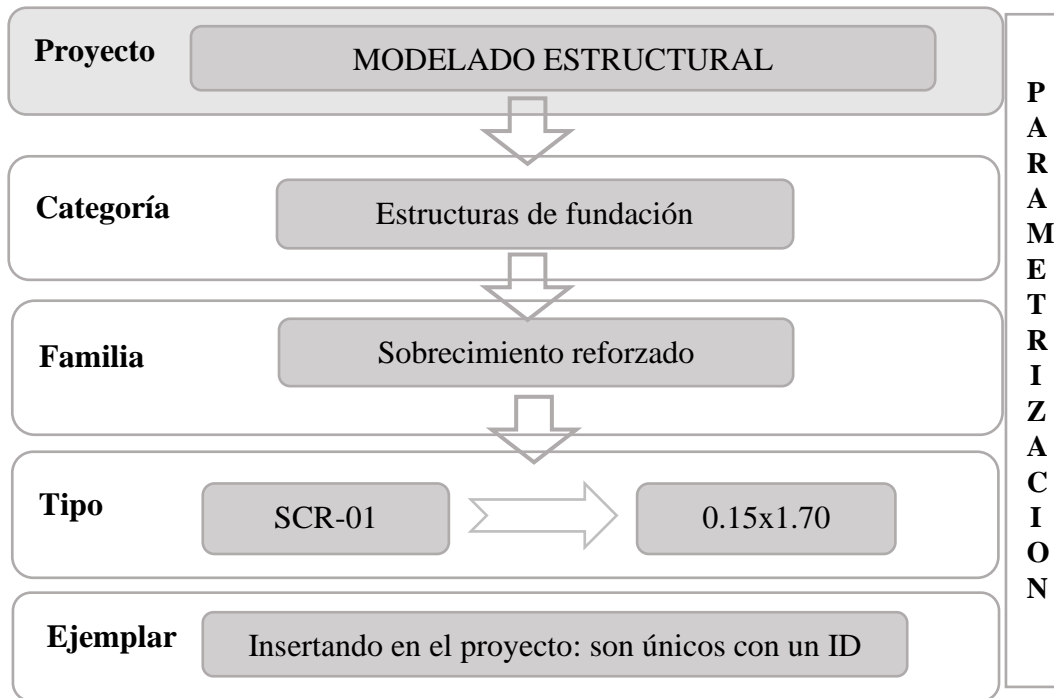 Proyecto
MODELADO ESTRUCTURAL
Categoría
Estructuras de fundación
Familia
Sobrecimiento reforzado
Tipo
SCR-01
0.15x1.70
Ejemplar
Insertando en el proyecto: son únicos con un ID
P
A
R
A
M
E
T
R
I
Z
A
C
I
O
N